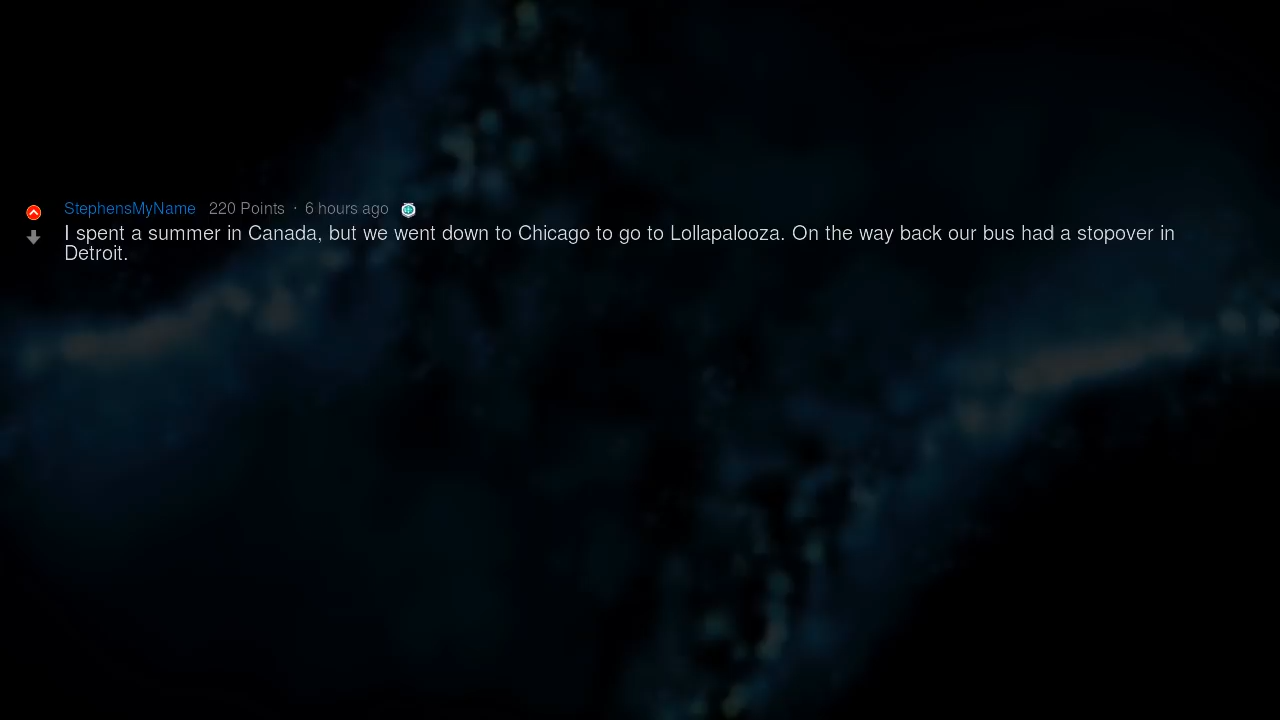 StephensMyName 220 Points · 6 hours ago
I spent a summer in Canada, but we went down to Chicago to go to Lollapalooza. On the way back our bus had a stopover in
Detroit.